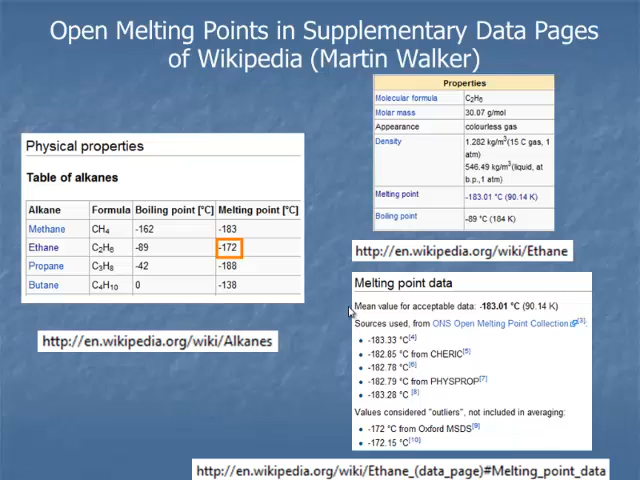 Open Melting Points in Supplementary Data Pages
of Wikipedia (Martin Walker)
Physical properties
Table of alkanes
Alkane Formula Boiling point [°C] Melting point [°C]
Methane CH4 -162 -183
Ethane C2H6 -89 -172
Propane C3H8 -42 -188
Butane C4H10 0 -138
http://en.wikipedia.org/wiki/Alkanes
Properties
Molecular formula C2H6
Molar mass 30.07 g/mol
Appearance colourless gas
Density 1.282 kg/m3(15 C gas, 1
atm)
546.49 kg/m3(liquid, at
b.p.,1 atm)
Melting point -183.01 °C (90.14 K)
Boiling point -89 °C (184 K)
http://en.wikipedia.org/wiki/Ethane
Melting point data
Mean value for acceptable data: -183.01 °C (90.14 K)
Sources used, from ONS Open Melting Point Collection [3].
• -183.33 °C[4]
• -182.85 from CHERIC[5]
• -182.78 °C[6]
• -182.79 °C from PHYSPROP[7]
• -183.28 °C [8]
Values considered "outliers", not included in averaging:
• -172 °C from Oxford MSDS[9]
• -172.15 °C[10]
http://en.wikipedia.org/wiki/Ethane_(data_page)#Melting_point_data